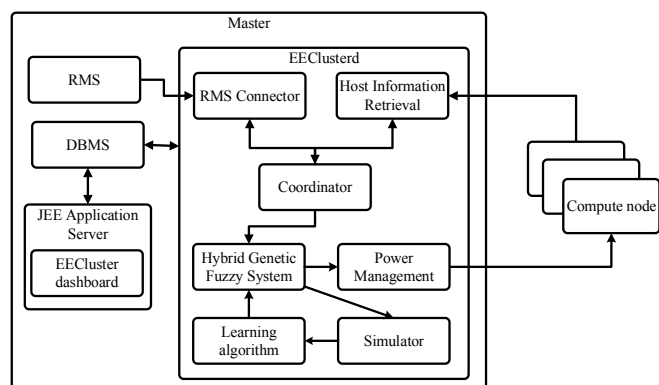 Master
EEClusterd
RMS
RMS Connector
Host Information
Retrieval
DBMS
Coordinator
Compute node
JEE Application
Server
EECluster
dashboard
Hybrid Genetic
Fuzzy System
Power
Management
Learning
algorithm
Simulator